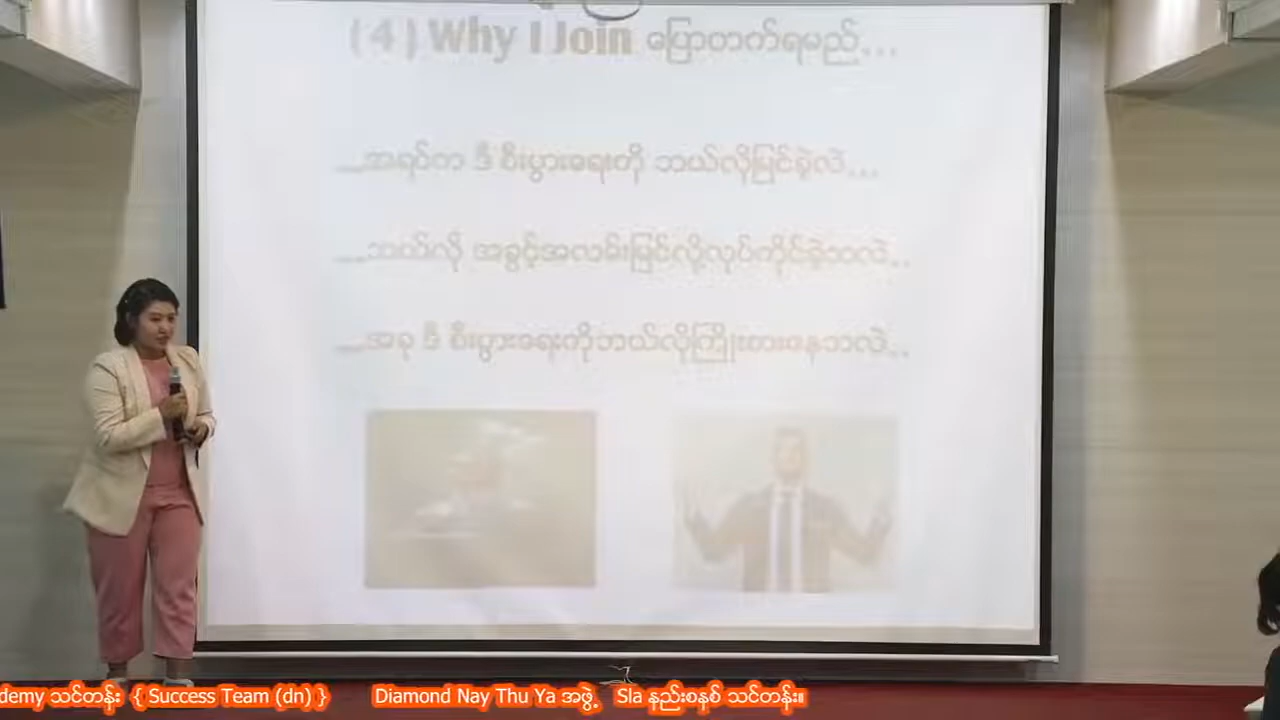 (4) Why I Join ပြောတက်ရမည်...
...အရင်က ဒီ စီးပွားရေးကို ဘယ်လိုမြင်ခဲ့လဲ...
...ဘယ်လို အခွင့်အလမ်းမြင်လို့လုပ်ကိုင်ခဲ့သလဲ..
...အခု ဒီ စီးပွားရေးကိုဘယ်လိုကြိုးစားနေသလဲ..
demy သင်တန်း { Success Team (dn) } Diamond Nay Thu Ya အဖွဲ့ Sla နည်းစနစ် သင်တန်း။